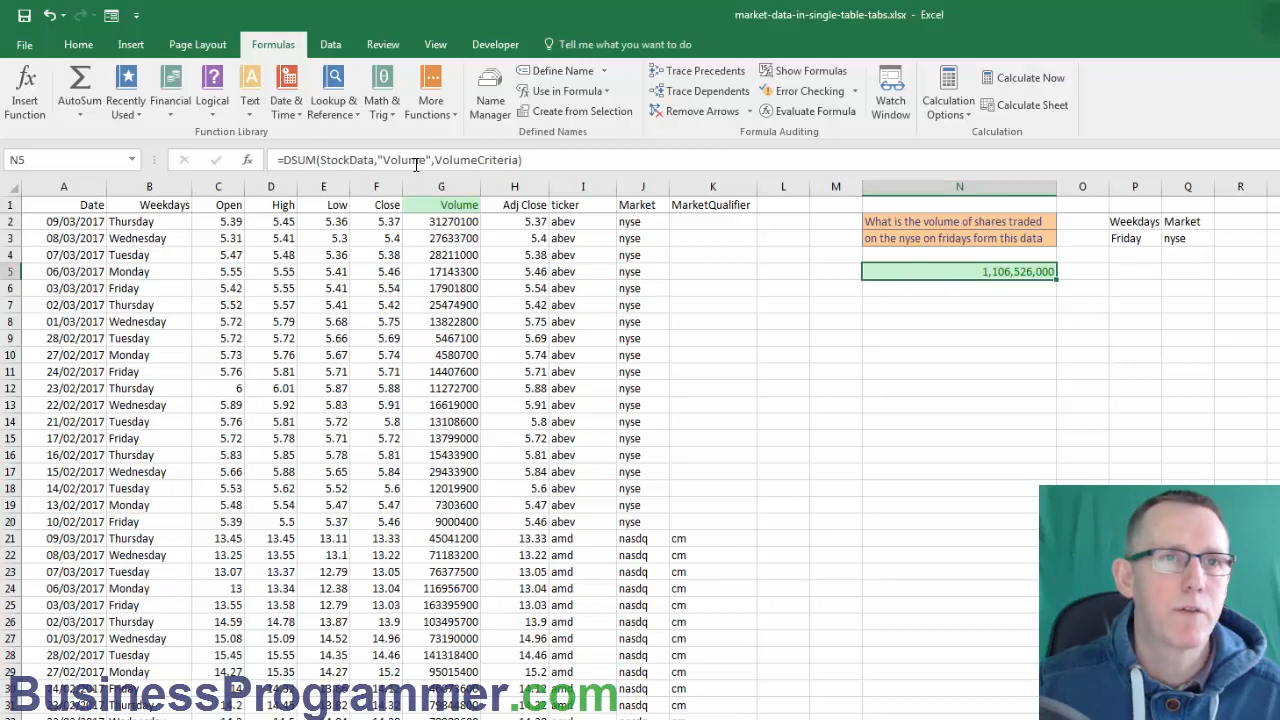 market-data-in-single-table-tabs.xlsx - Excel
File Home Insert Page Layout Formulas Data Review View Developer Tell me what you want to do
Insert Function
AutoSum
Recently Used
Financial
Logical
Text
Date & Time
Lookup & Reference
Math & Trig
More Functions
Function Library
Name Manager
Define Name
Use in Formula
Create from Selection
Defined Names
Trace Precedents
Trace Dependents
Remove Arrows
Show Formulas
Error Checking
Evaluate Formula
Formula Auditing
Watch Window
Calculation Options
Calculate Now
Calculate Sheet
Calculation
N5 fx =DSUM(StockData,"Volume",VolumeCriteria)
A B C D E F G H I J K L M N O P Q R
1 Date Weekdays Open High Low Close Volume Adj Close ticker Market MarketQualifier
2 09/03/2017 Thursday 5.39 5.45 5.36 5.37 31270100 5.37 abev nyse What is the volume of shares traded Weekdays Market
3 08/03/2017 Wednesday 5.31 5.41 5.3 5.4 27633700 5.4 abev nyse on the nyse on fridays form this data Friday nyse
4 07/03/2017 Tuesday 5.47 5.48 5.36 5.38 28211000 5.38 abev nyse
5 06/03/2017 Monday 5.55 5.55 5.41 5.46 17143300 5.46 abev nyse 1,106,526,000
6 03/03/2017 Friday 5.42 5.55 5.41 5.54 17901800 5.54 abev nyse
7 02/03/2017 Thursday 5.52 5.57 5.41 5.42 25474900 5.42 abev nyse
8 01/03/2017 Wednesday 5.72 5.79 5.68 5.75 13822800 5.75 abev nyse
9 28/02/2017 Tuesday 5.72 5.72 5.66 5.69 5467100 5.69 abev nyse
10 27/02/2017 Monday 5.73 5.76 5.67 5.74 4580700 5.74 abev nyse
11 24/02/2017 Friday 5.76 5.81 5.71 5.71 14407600 5.71 abev nyse
12 23/02/2017 Thursday 6 6.01 5.87 5.88 11272700 5.88 abev nyse
13 22/02/2017 Wednesday 5.89 5.92 5.83 5.91 16619000 5.91 abev nyse
14 21/02/2017 Tuesday 5.76 5.81 5.72 5.8 13108600 5.8 abev nyse
15 17/02/2017 Friday 5.72 5.78 5.71 5.72 13799000 5.72 abev nyse
16 16/02/2017 Thursday 5.83 5.85 5.78 5.81 15433900 5.81 abev nyse
17 15/02/2017 Wednesday 5.66 5.88 5.65 5.84 29433900 5.84 abev nyse
18 14/02/2017 Tuesday 5.53 5.62 5.52 5.6 12019900 5.6 abev nyse
19 13/02/2017 Monday 5.48 5.54 5.47 5.47 7303600 5.47 abev nyse
20 10/02/2017 Friday 5.39 5.5 5.37 5.46 9000400 5.46 abev nyse
21 09/03/2017 Thursday 13.45 13.45 13.11 13.33 45041200 13.33 amd nasdq cm
22 08/03/2017 Wednesday 13.25 13.55 13.1 13.22 71183200 13.22 amd nasdq cm
23 07/03/2017 Tuesday 13.07 13.37 12.79 13.05 76377500 13.05 amd nasdq cm
24 06/03/2017 Monday 13 13.34 12.38 13.04 116956700 13.04 amd nasdq cm
25 03/03/2017 Friday 13.55 13.58 12.79 13.03 163395900 13.03 amd nasdq cm
26 02/03/2017 Thursday 14.59 14.78 13.87 13.9 103495700 13.9 amd nasdq cm
27 01/03/2017 Wednesday 15.08 15.09 14.52 14.96 73190000 14.96 amd nasdq cm
28 28/02/2017 Tuesday 15.45 15.55 14.35 14.46 141318400 14.46 amd nasdq cm
29 27/02/2017 Monday 14.27 15.35 14.27 15.2 95015400 15.2 amd nasdq cm
BusinessProgrammer.com